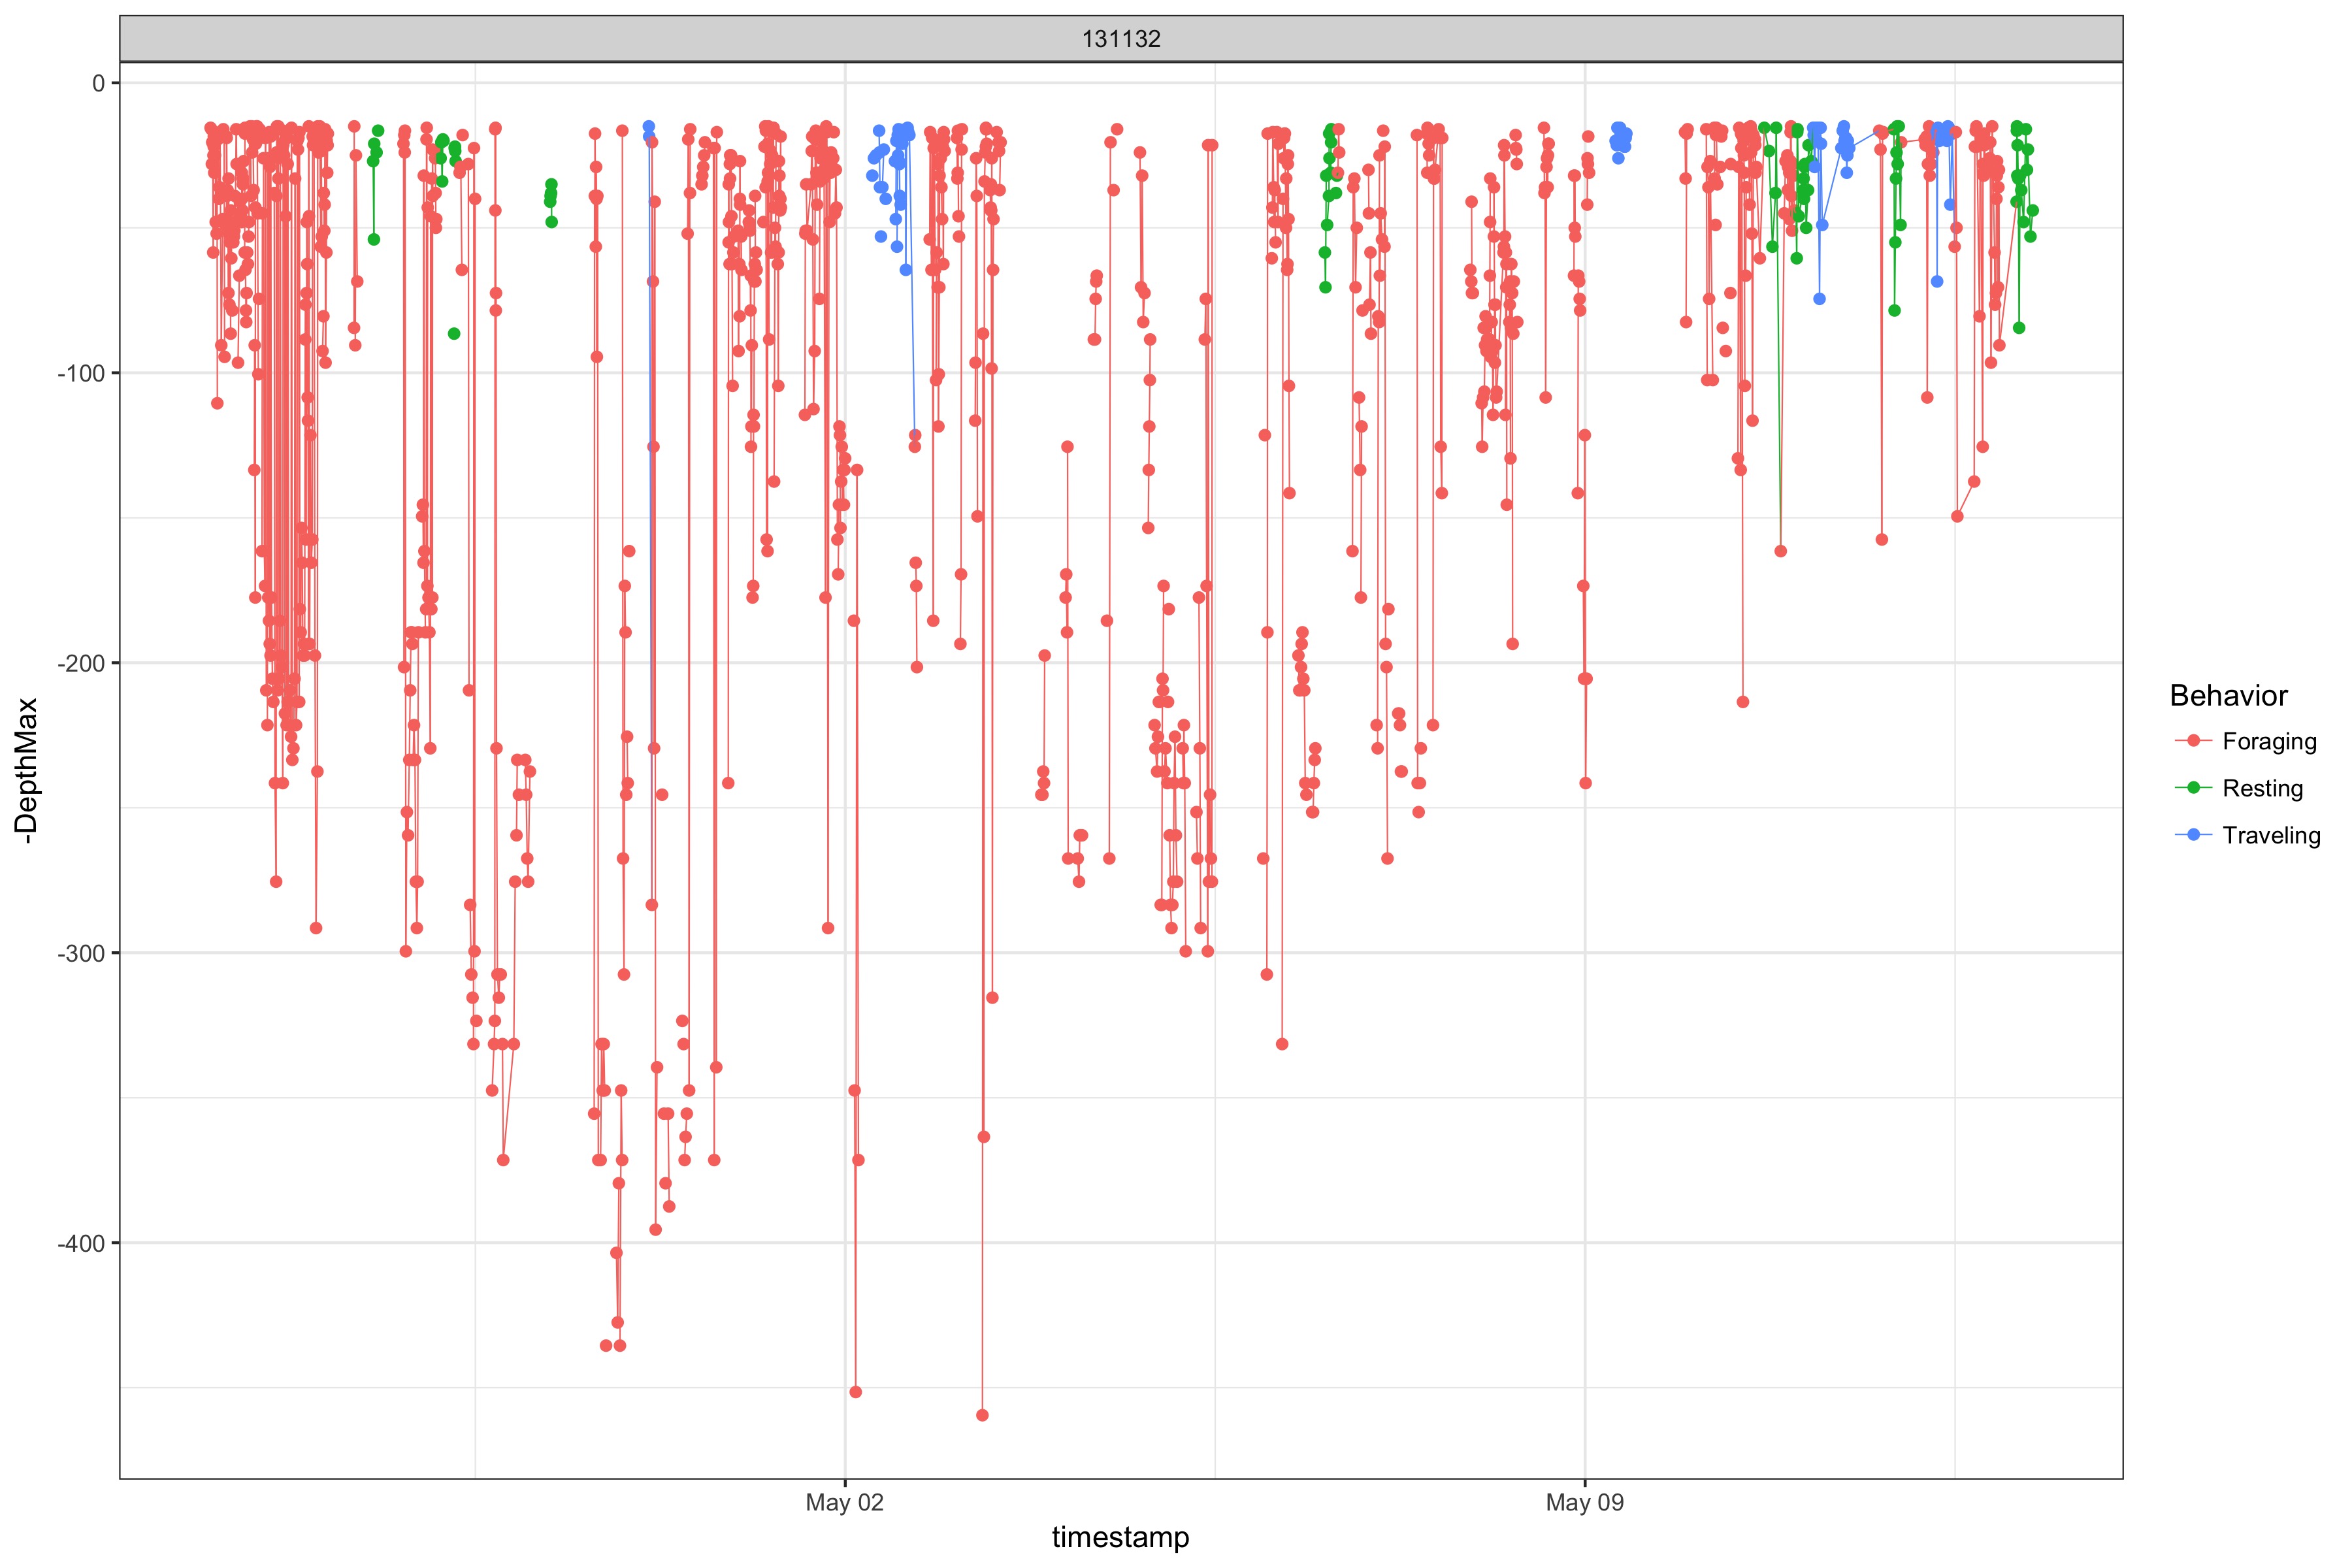 131132
0
-100
-200
-300
-400
-DepthMax
May 02
May 09
timestamp
Behavior
Foraging
Resting
Traveling